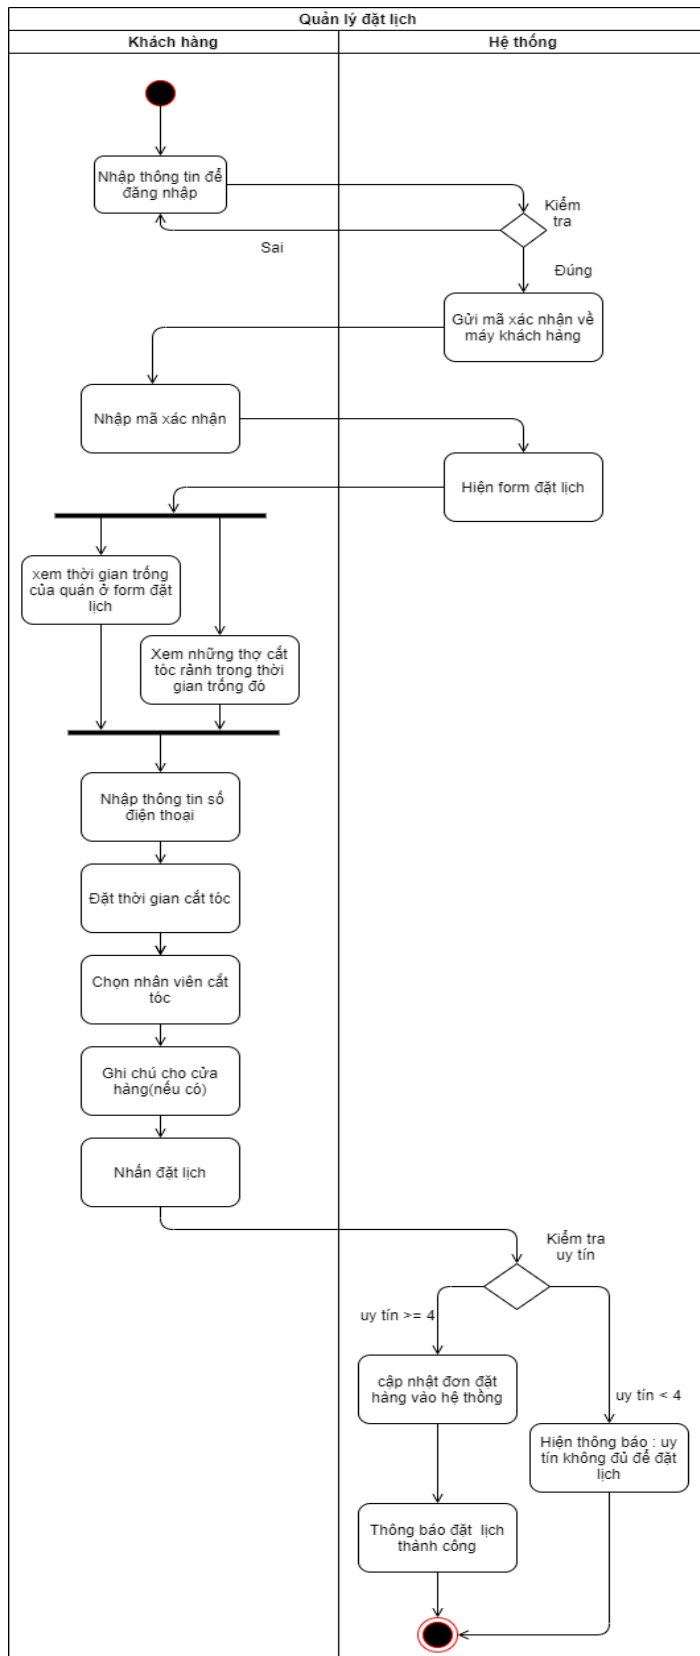 Quản lý đặt lịch
Khách hàng
Hệ thống
Nhập thông tin để
đăng nhập
Kiểm
tra
Sai
Đúng
Gửi mã xác nhận về
máy khách hàng
Nhập mã xác nhận
Hiện form đặt lịch
xem thời gian trống
của quán ở form đặt
lịch
Xem những thợ cắt
tóc rảnh trong thời
gian trống đó
Nhập thông tin số
điện thoại
Đặt thời gian cắt tóc
Chọn nhân viên cắt
tóc
Ghi chú cho cửa
hàng(nếu có)
Nhấn đặt lịch
Kiểm tra
uy tín
uy tín >= 4
cập nhật đơn đặt
hàng vào hệ thống
uy tín < 4
Hiện thông báo : uy
tín không đủ để đặt
lịch
Thông báo đặt lịch
thành công